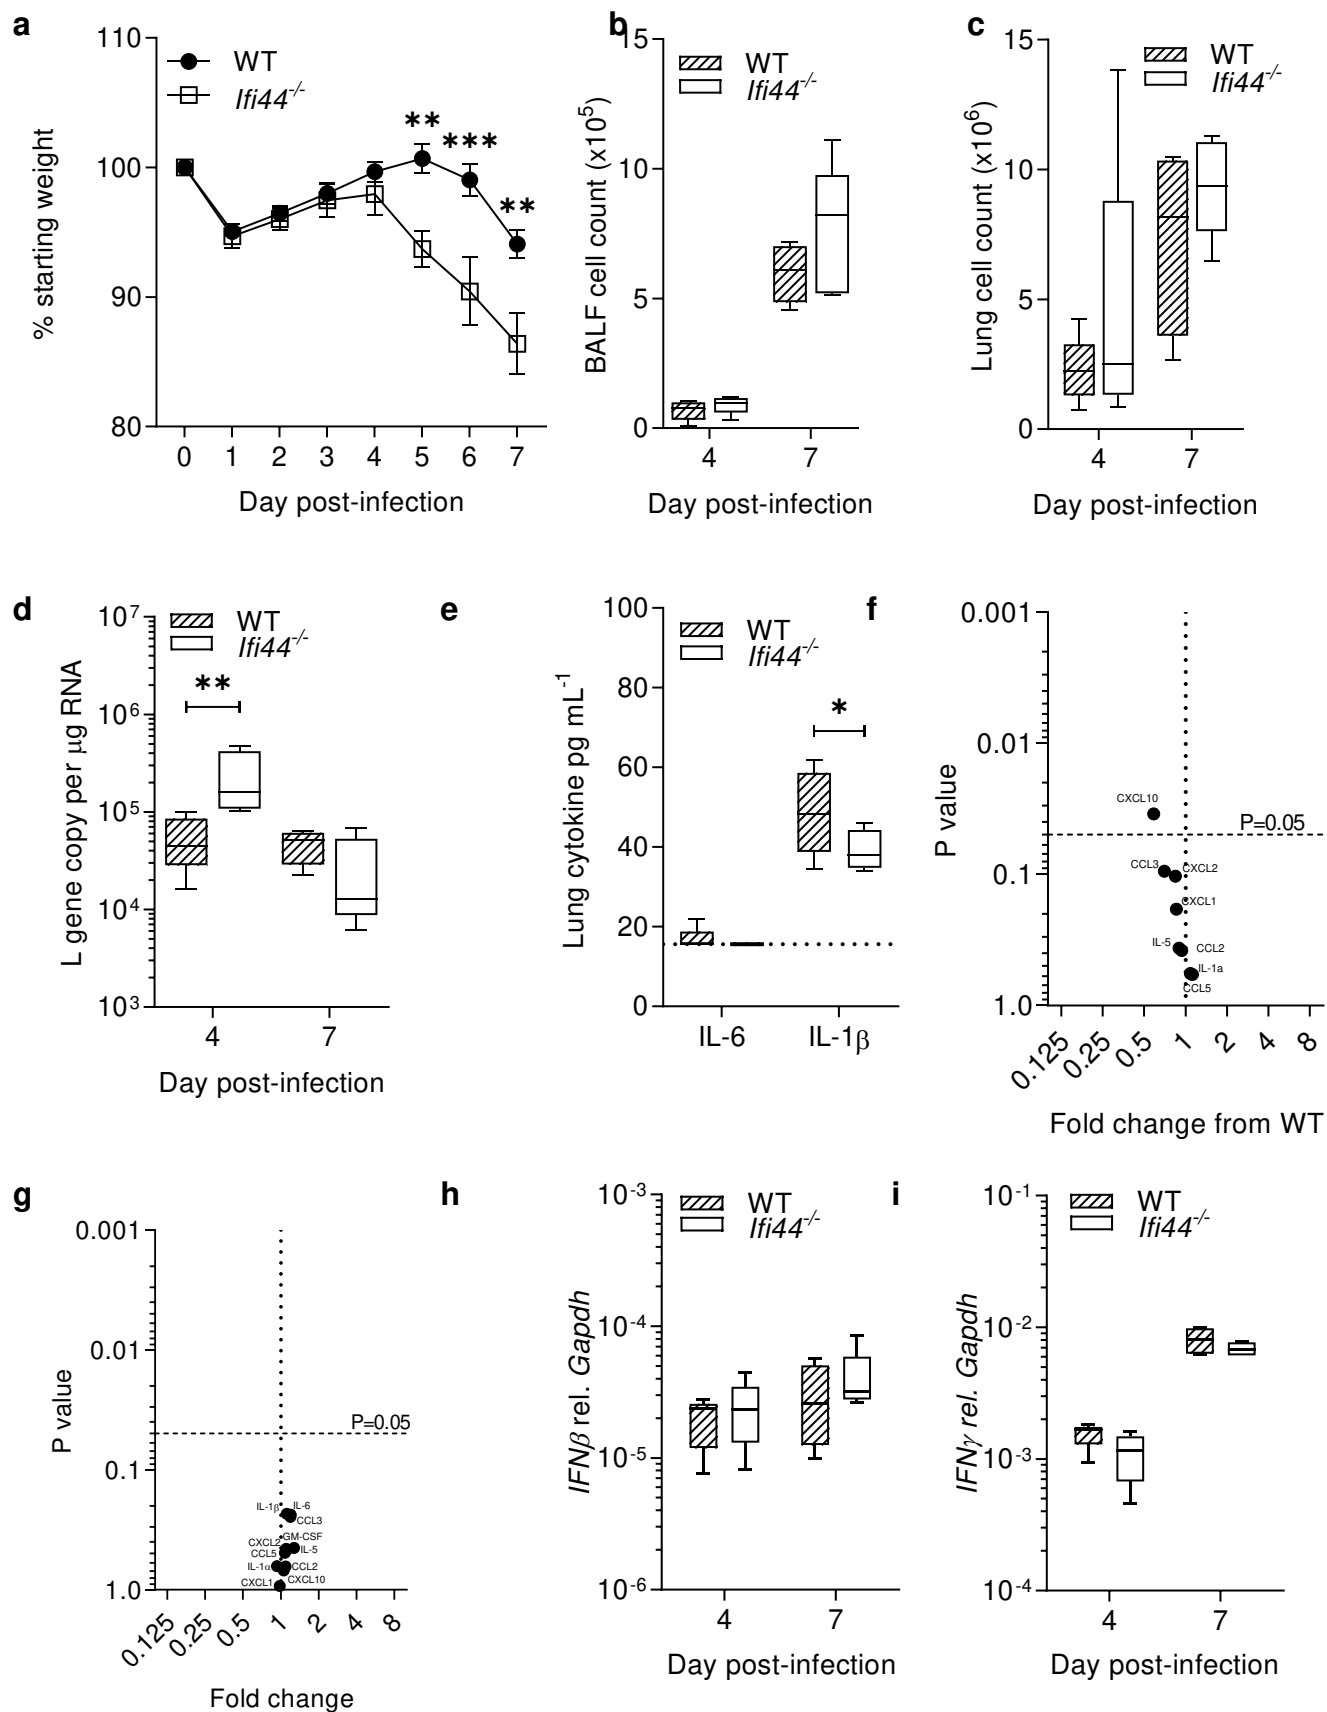 a
110
100
90
80
% starting weight
WT
Ifi44-/-
**
***
**
0 1 2 3 4 5 6 7
Day post-infection
b
15
10
5
0
BALF cell count (x10^5)
WT
Ifi44-/-
4 7
Day post-infection
c
15
10
5
0
Lung cell count (x10^6)
WT
Ifi44-/-
4 7
Day post-infection
d
10^7
10^6
10^5
10^4
10^3
L gene copy per μg RNA
WT
Ifi44-/-
**
4 7
Day post-infection
e
100
80
60
40
20
0
Lung cytokine pg mL-1
WT
Ifi44-/-
*
IL-6 IL-1β
f
0.001
0.01
0.1
1.0
P value
CXCL10
P=0.05
CCL3 CXCL2
CXCL1
IL-5 CCL2
IL-1a
CCL5
0.125 0.25 0.5 1 2 4 8
Fold change from WT
g
0.001
0.01
0.1
1.0
P value
P=0.05
IL-1β IL-6
CCL3
GM-CSF
CXCL2 IL-5
CCL5
IL-1α CCL2
CXCL1 CXCL10
0.125 0.25 0.5 1 2 4 8
Fold change
h
10-3
10-4
10-5
10-6
IFNβ rel. Gapdh
WT
Ifi44-/-
4 7
Day post-infection
i
10-1
10-2
10-3
10-4
IFNγ rel. Gapdh
WT
Ifi44-/-
4 7
Day post-infection